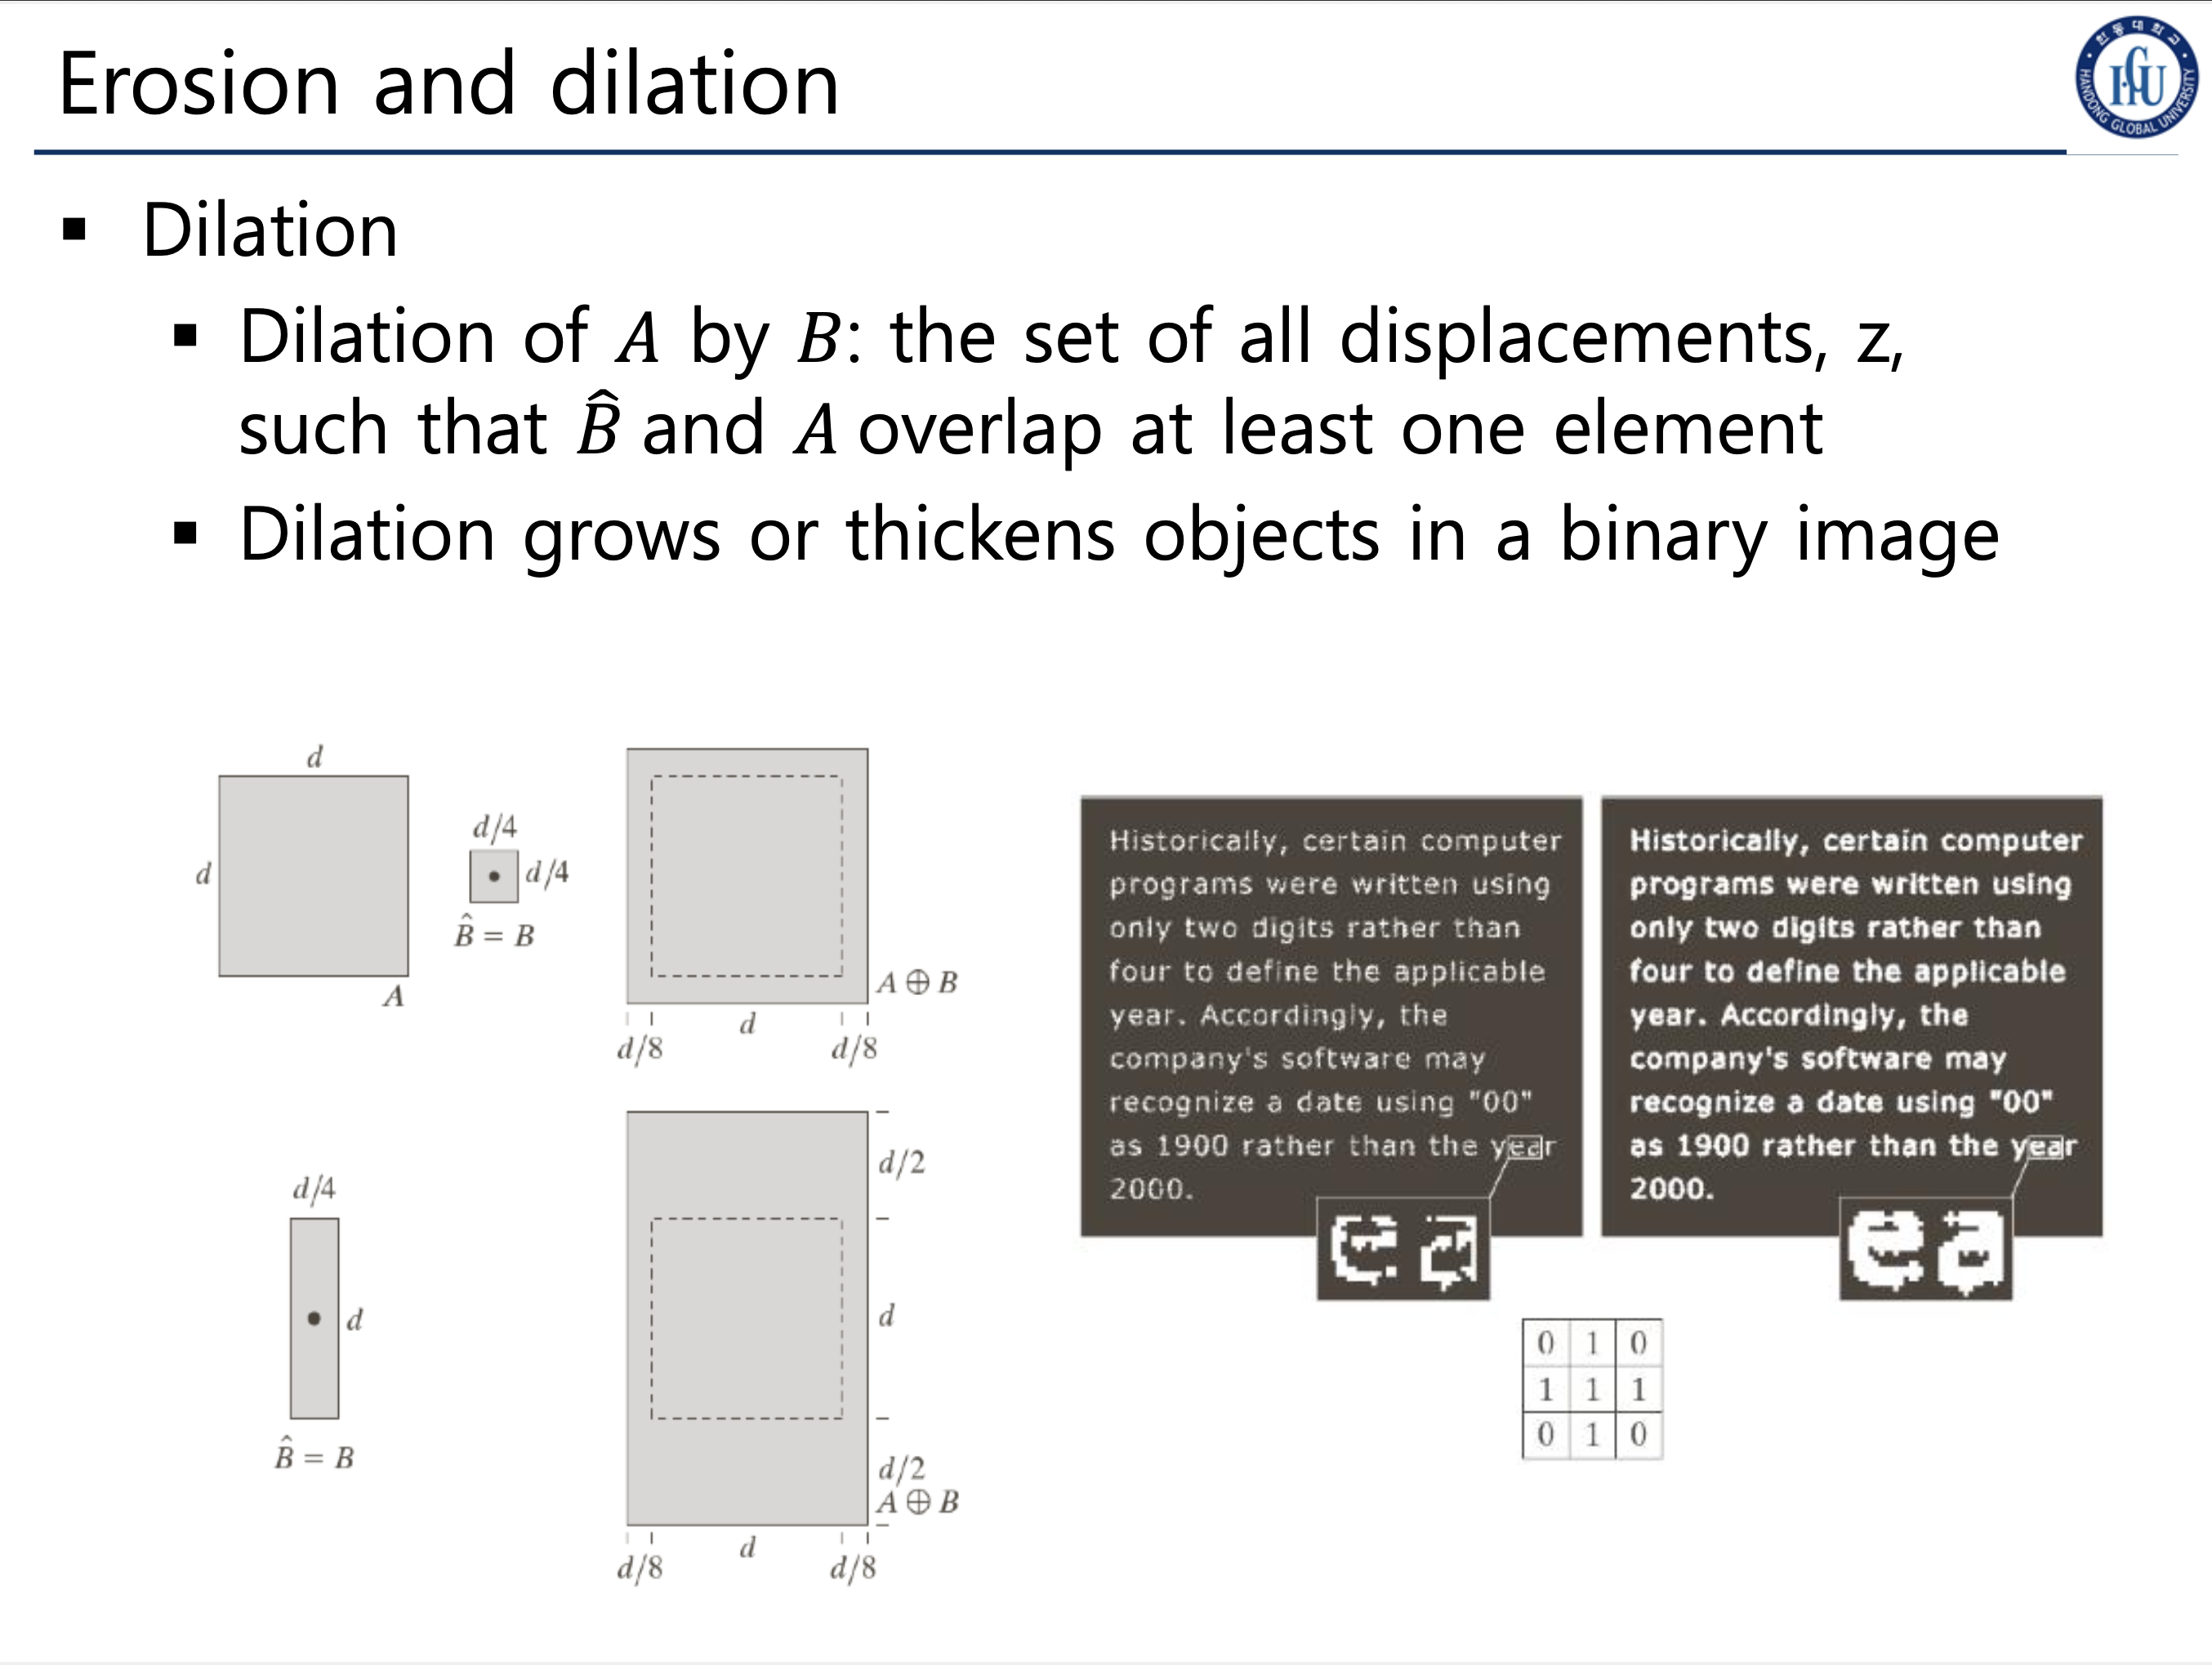 Erosion and dilation
한동대학교
HANDONG GLOBAL UNIVERSITY
HGU
▪ Dilation
▪ Dilation of A by B: the set of all displacements, z,
such that B̂ and A overlap at least one element
▪ Dilation grows or thickens objects in a binary image
d
d
A
d/4
d/4
B̂ = B
A ⊕ B
d
d/8
d/8
d/4
d
B̂ = B
d/2
d
d/2
A ⊕ B
d
d/8
d/8
Historically, certain computer
programs were written using
only two digits rather than
four to define the applicable
year. Accordingly, the
company's software may
recognize a date using "00"
as 1900 rather than the year
2000.
e a
Historically, certain computer
programs were written using
only two digits rather than
four to define the applicable
year. Accordingly, the
company's software may
recognize a date using "00"
as 1900 rather than the year
2000.
e a
0 1 0
1 1 1
0 1 0